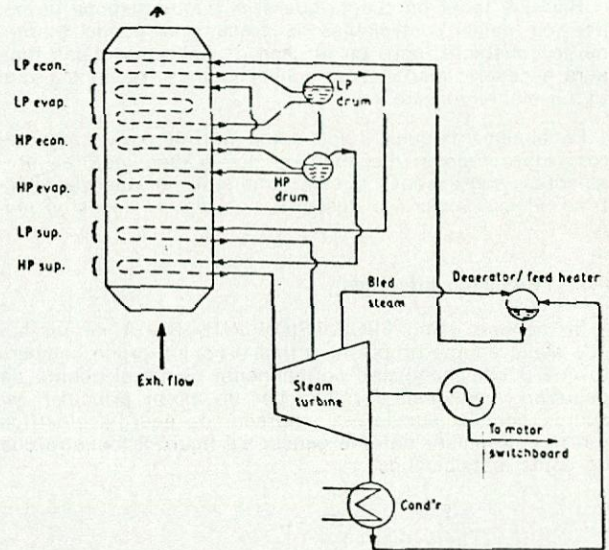 LP econ.
LP evap.
HP econ.
HP evap.
LP sup.
HP sup.
LP
drum
HP
drum
Bled
steam
Deaerator/feed heater
Exh. flow
Steam
turbine
To motor
switchboard
Cond'r